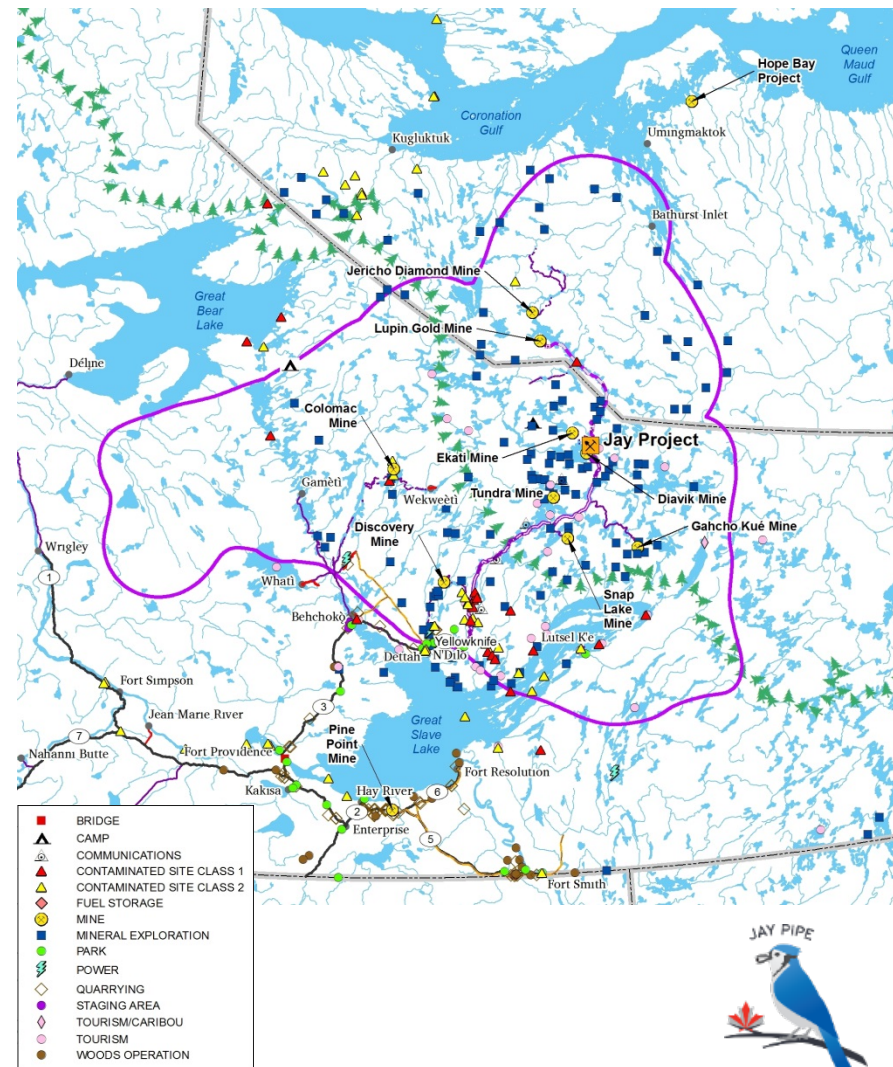 Hope Bay
Project
Queen
Maud
Gulf
Coronation
Gulf
Kugluktuk
Umingmaktok
Bathurst Inlet
Jericho Diamond Mine
Great
Bear
Lake
Lupin Gold Mine
Délįne
Colomac
Mine
Jay Project
Ekati Mine
Gamètì
Wekweètì
Tundra Mine
Diavik Mine
Discovery
Mine
Gahcho Kué Mine
Wrigley
1
Whatì
Snap
Lake
Mine
Behchokò
Yellowknife
Lutsel K'e
Dettah
N'Dilo
Fort Simpson
3
Jean Marie River
Great
Slave
Lake
7
Pine
Point
Mine
Nahanni Butte
Fort Providence
Fort Resolution
Kakisa
Hay River
6
2
Enterprise
5
Fort Smith
BRIDGE
CAMP
COMMUNICATIONS
CONTAMINATED SITE CLASS 1
CONTAMINATED SITE CLASS 2
FUEL STORAGE
MINE
MINERAL EXPLORATION
PARK
POWER
QUARRYING
STAGING AREA
TOURISM/CARIBOU
TOURISM
WOODS OPERATION
JAY PIPE